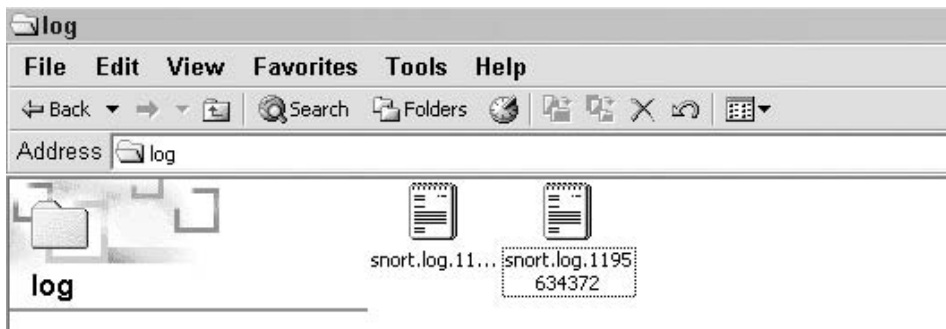 log
File Edit View Favorites Tools Help
Back Search Folders
Address log
snort.log.11... snort.log.1195
634372
log